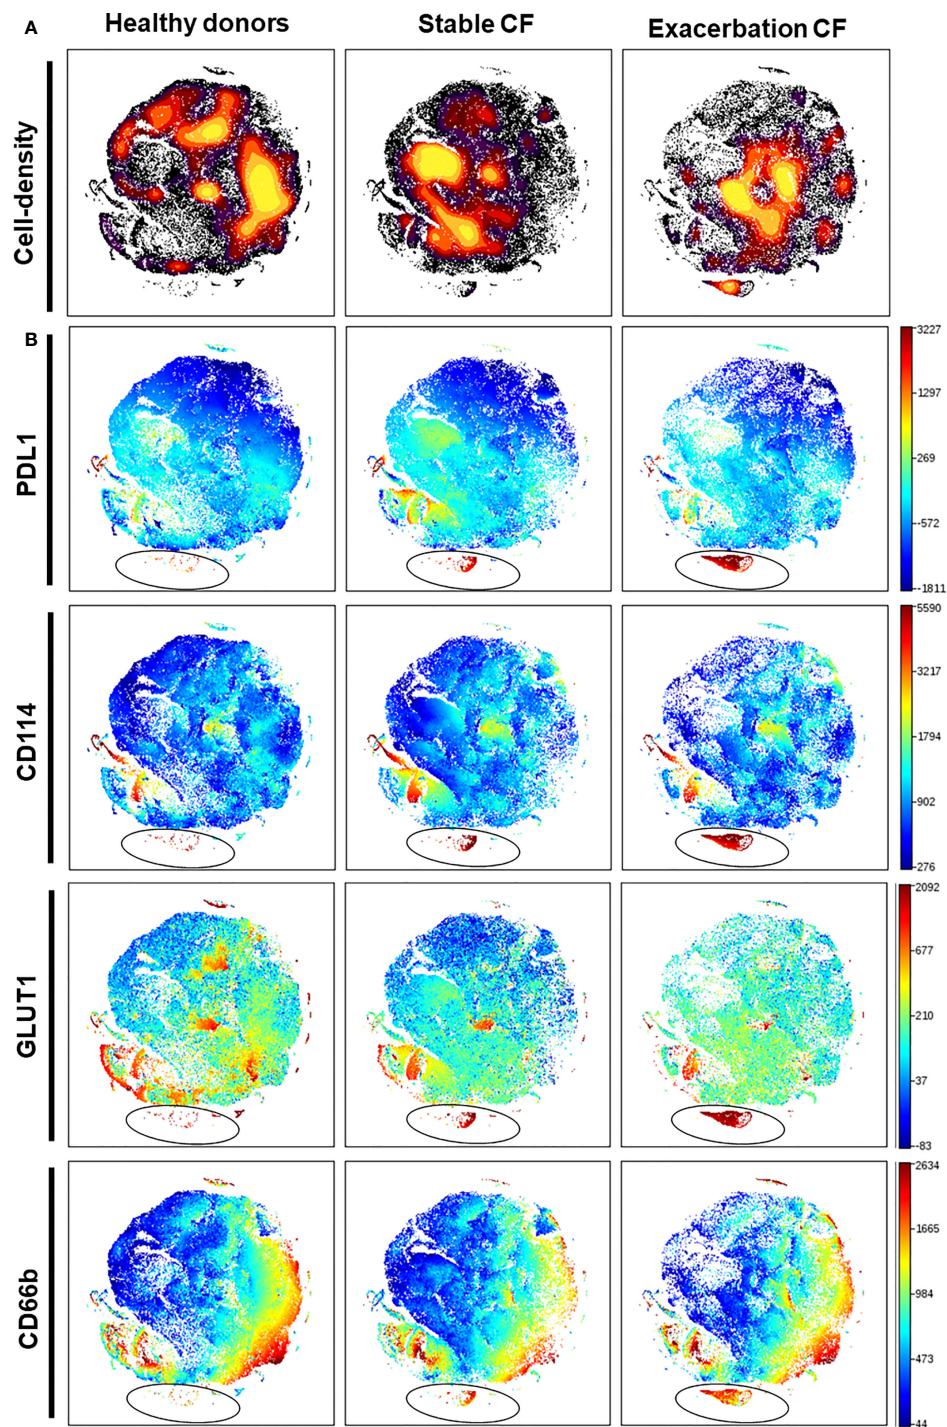 A
Healthy donors
Stable CF
Exacerbation CF
Cell-density
B
PDL1
3227
1297
269
-572
-1811
CD114
5590
3217
1794
902
276
GLUT1
2092
677
210
37
-83
CD66b
2634
1665
984
473
44